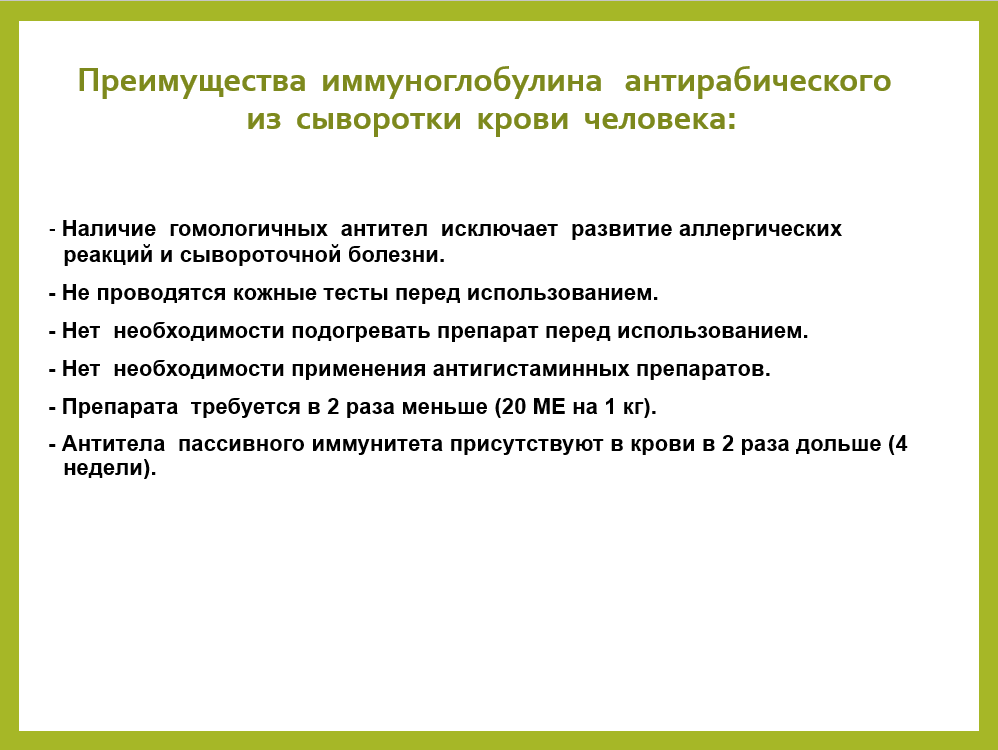 Преимущества иммуноглобулина антирабического
из сыворотки крови человека:
- Наличие гомологичных антител исключает развитие аллергических
реакций и сывороточной болезни.
- Не проводятся кожные тесты перед использованием.
- Нет необходимости подогревать препарат перед использованием.
- Нет необходимости применения антигистаминных препаратов.
- Препарата требуется в 2 раза меньше (20 МЕ на 1 кг).
- Антитела пассивного иммунитета присутствуют в крови в 2 раза дольше (4
недели).